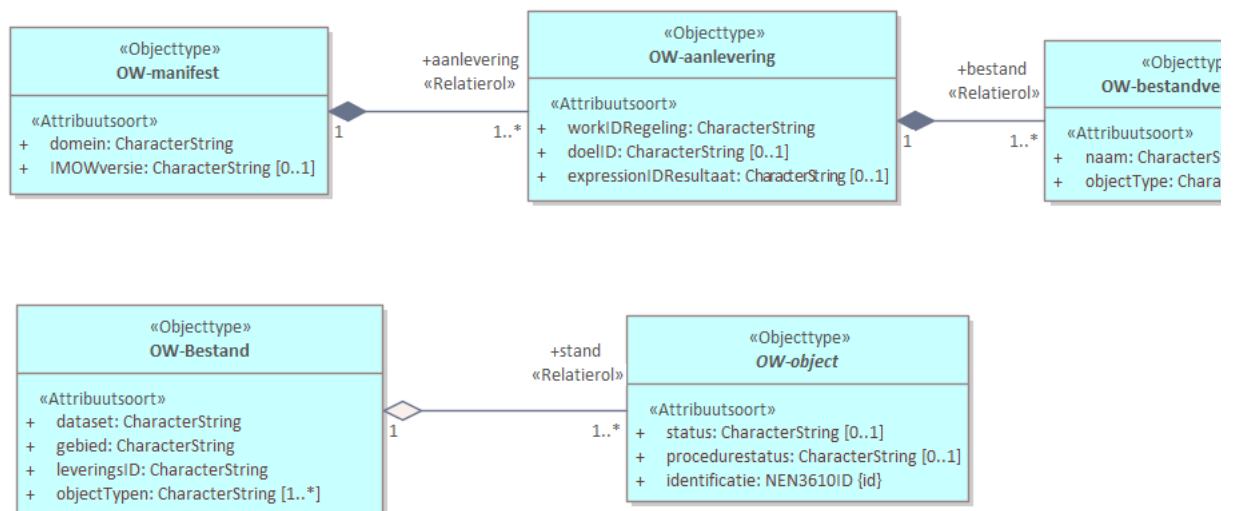 «Objecttype»
OW-manifest
«Attribuutsoort»
+ domein: CharacterString
+ IMOWversie: CharacterString [0..1]
+aanlevering
«Relatierol»
1
1..*
«Objecttype»
OW-aanlevering
«Attribuutsoort»
+ workIDRegeling: CharacterString
+ doelID: CharacterString [0..1]
+ expressionIDResultaat: CharacterString [0..1]
+bestand
«Relatierol»
1
1..*
«Objecttyp
OW-bestandve
«Attribuutsoort»
+ naam: CharacterS
+ objectType: Chara
«Objecttype»
OW-Bestand
«Attribuutsoort»
+ dataset: CharacterString
+ gebied: CharacterString
+ leveringsID: CharacterString
+ objectTypen: CharacterString [1..*]
+stand
«Relatierol»
1
1..*
«Objecttype»
OW-object
«Attribuutsoort»
+ status: CharacterString [0..1]
+ procedurestatus: CharacterString [0..1]
+ identificatie: NEN3610ID {id}